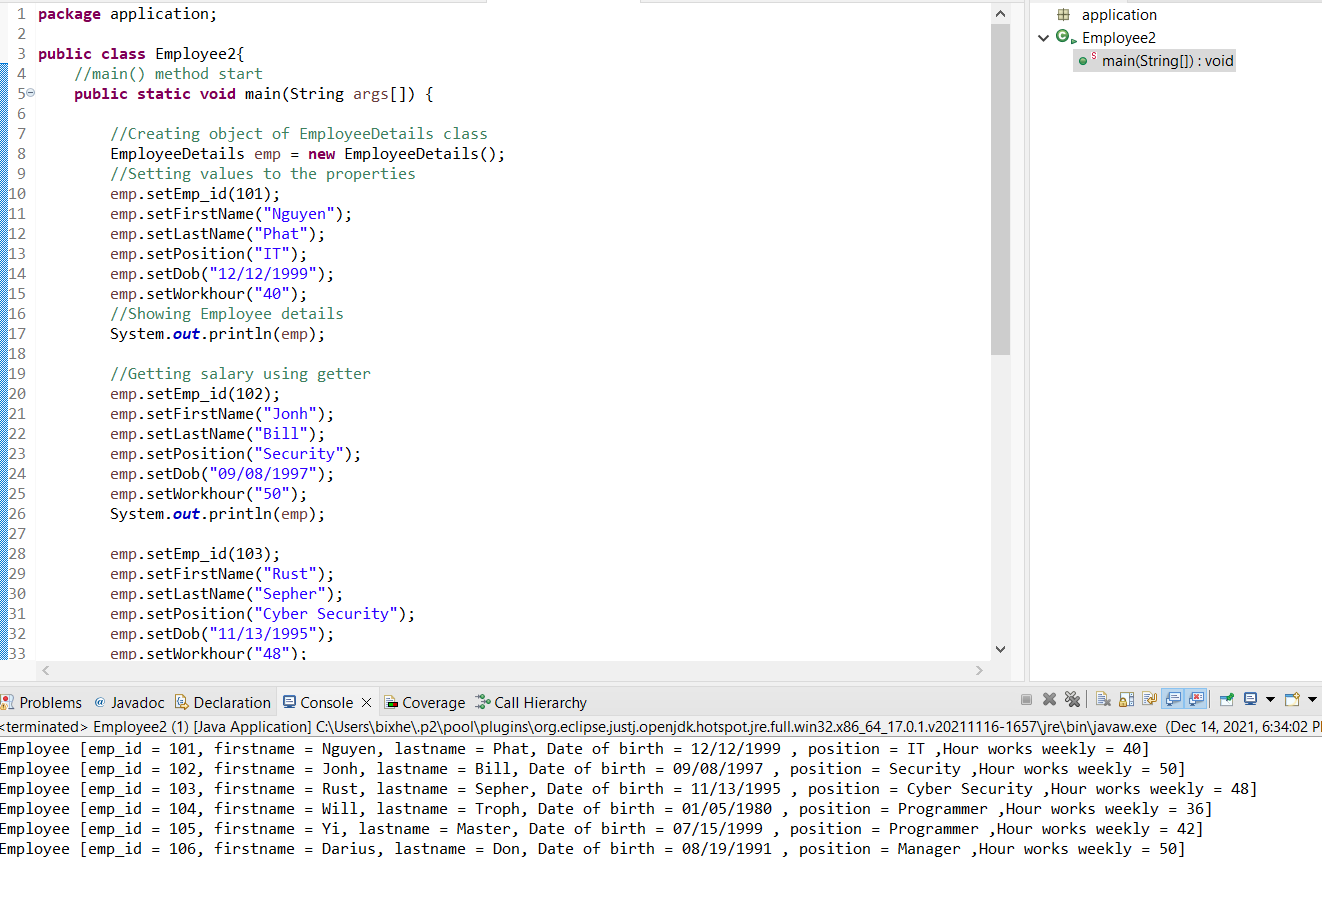 1 package application;
2
3 public class Employee2{
4     //main() method start
5     public static void main(String args[]) {
6
7         //Creating object of EmployeeDetails class
8         EmployeeDetails emp = new EmployeeDetails();
9         //Setting values to the properties
10         emp.setEmp_id(101);
11         emp.setFirstName("Nguyen");
12         emp.setLastName("Phat");
13         emp.setPosition("IT");
14         emp.setDob("12/12/1999");
15         emp.setWorkhour("40");
16         //Showing Employee details
17         System.out.println(emp);
18
19         //Getting salary using getter
20         emp.setEmp_id(102);
21         emp.setFirstName("Jonh");
22         emp.setLastName("Bill");
23         emp.setPosition("Security");
24         emp.setDob("09/08/1997");
25         emp.setWorkhour("50");
26         System.out.println(emp);
27
28         emp.setEmp_id(103);
29         emp.setFirstName("Rust");
30         emp.setLastName("Sepher");
31         emp.setPosition("Cyber Security");
32         emp.setDob("11/13/1995");
33         emp.setWorkhour("48");
application
Employee2
main(String[]) : void
Problems @ Javadoc Declaration Console Coverage Call Hierarchy
<terminated> Employee2 (1) [Java Application] C:\Users\bixhe\.p2\pool\plugins\org.eclipse.justj.openjdk.hotspot.jre.full.win32.x86_64_17.0.1.v20211116-1657\jre\bin\javaw.exe (Dec 14, 2021, 6:34:02 P
Employee [emp_id = 101, firstname = Nguyen, lastname = Phat, Date of birth = 12/12/1999 , position = IT ,Hour works weekly = 40]
Employee [emp_id = 102, firstname = Jonh, lastname = Bill, Date of birth = 09/08/1997 , position = Security ,Hour works weekly = 50]
Employee [emp_id = 103, firstname = Rust, lastname = Sepher, Date of birth = 11/13/1995 , position = Cyber Security ,Hour works weekly = 48]
Employee [emp_id = 104, firstname = Will, lastname = Troph, Date of birth = 01/05/1980 , position = Programmer ,Hour works weekly = 36]
Employee [emp_id = 105, firstname = Yi, lastname = Master, Date of birth = 07/15/1999 , position = Programmer ,Hour works weekly = 42]
Employee [emp_id = 106, firstname = Darius, lastname = Don, Date of birth = 08/19/1991 , position = Manager ,Hour works weekly = 50]